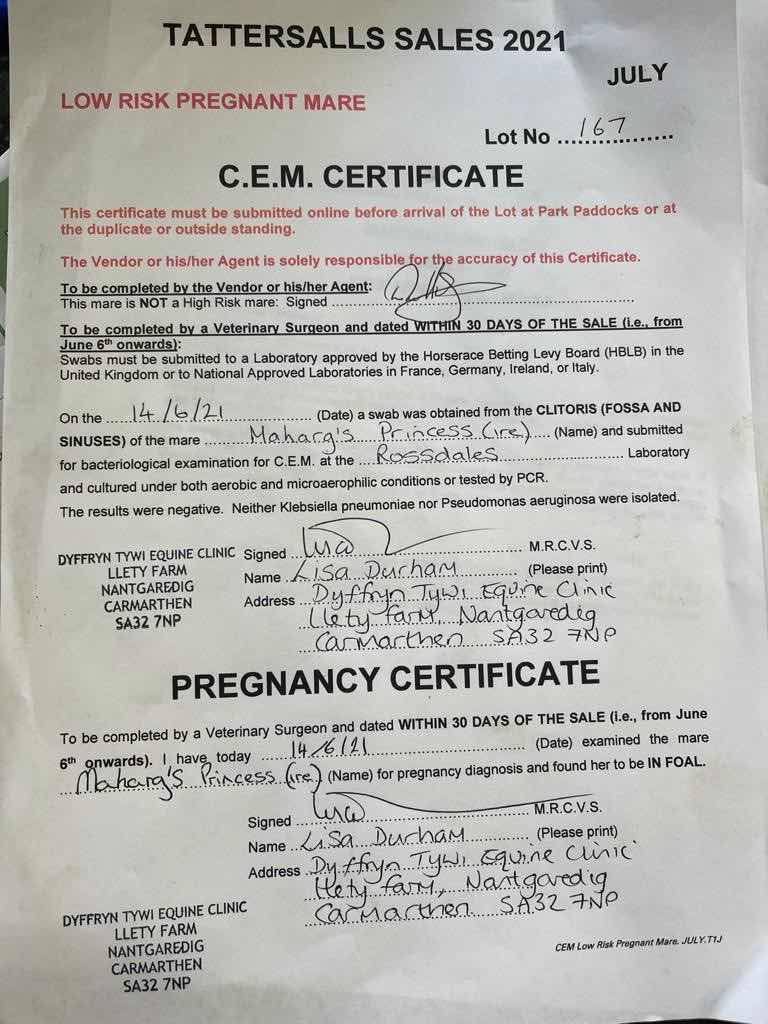 TATTERSALLS SALES 2021
JULY
LOW RISK PREGNANT MARE
Lot No ...167...
C.E.M. CERTIFICATE
This certificate must be submitted online before arrival of the Lot at Park Paddocks or at
the duplicate or outside standing.
The Vendor or his/her Agent is solely responsible for the accuracy of this Certificate.
To be completed by the Vendor or his/her Agent:
This mare is NOT a High Risk mare: Signed ...
To be completed by a Veterinary Surgeon and dated WITHIN 30 DAYS OF THE SALE (i.e., from
June 6th onwards):
Swabs must be submitted to a Laboratory approved by the Horserace Betting Levy Board (HBLB) in the
United Kingdom or to National Approved Laboratories in France, Germany, Ireland, or Italy.
On the ...14/6/21... (Date) a swab was obtained from the CLITORIS (FOSSA AND
SINUSES) of the mare ...Maharg's Princess (ire)... (Name) and submitted
for bacteriological examination for C.E.M. at the ...Rossdales... Laboratory
and cultured under both aerobic and microaerophilic conditions or tested by PCR.
The results were negative. Neither Klebsiella pneumoniae nor Pseudomonas aeruginosa were isolated.
DYFFRYN TYWI EQUINE CLINIC
LLETY FARM
NANTGAREDIG
CARMARTHEN
SA32 7NP
Signed ... M.R.C.V.S.
Name ...Lisa Durham... (Please print)
Address ...Dyffryn Tywi Equine Clinic
Llety farm, Nantgaredig
Carmarthen SA32 7NP
PREGNANCY CERTIFICATE
To be completed by a Veterinary Surgeon and dated WITHIN 30 DAYS OF THE SALE (i.e., from June
6th onwards). I have, today ...14/6/21... (Date) examined the mare
Maharg's Princess (ire) (Name) for pregnancy diagnosis and found her to be IN FOAL.
Signed ... M.R.C.V.S.
Name ...Lisa Durham... (Please print)
Address ...Dyffryn Tywi Equine Clinic
Llety farm, Nantgaredig
Carmarthen SA32 7NP
DYFFRYN TYWI EQUINE CLINIC
LLETY FARM
NANTGAREDIG
CARMARTHEN
SA32 7NP
CEM Low Risk Pregnant Mare. JULY.T1J